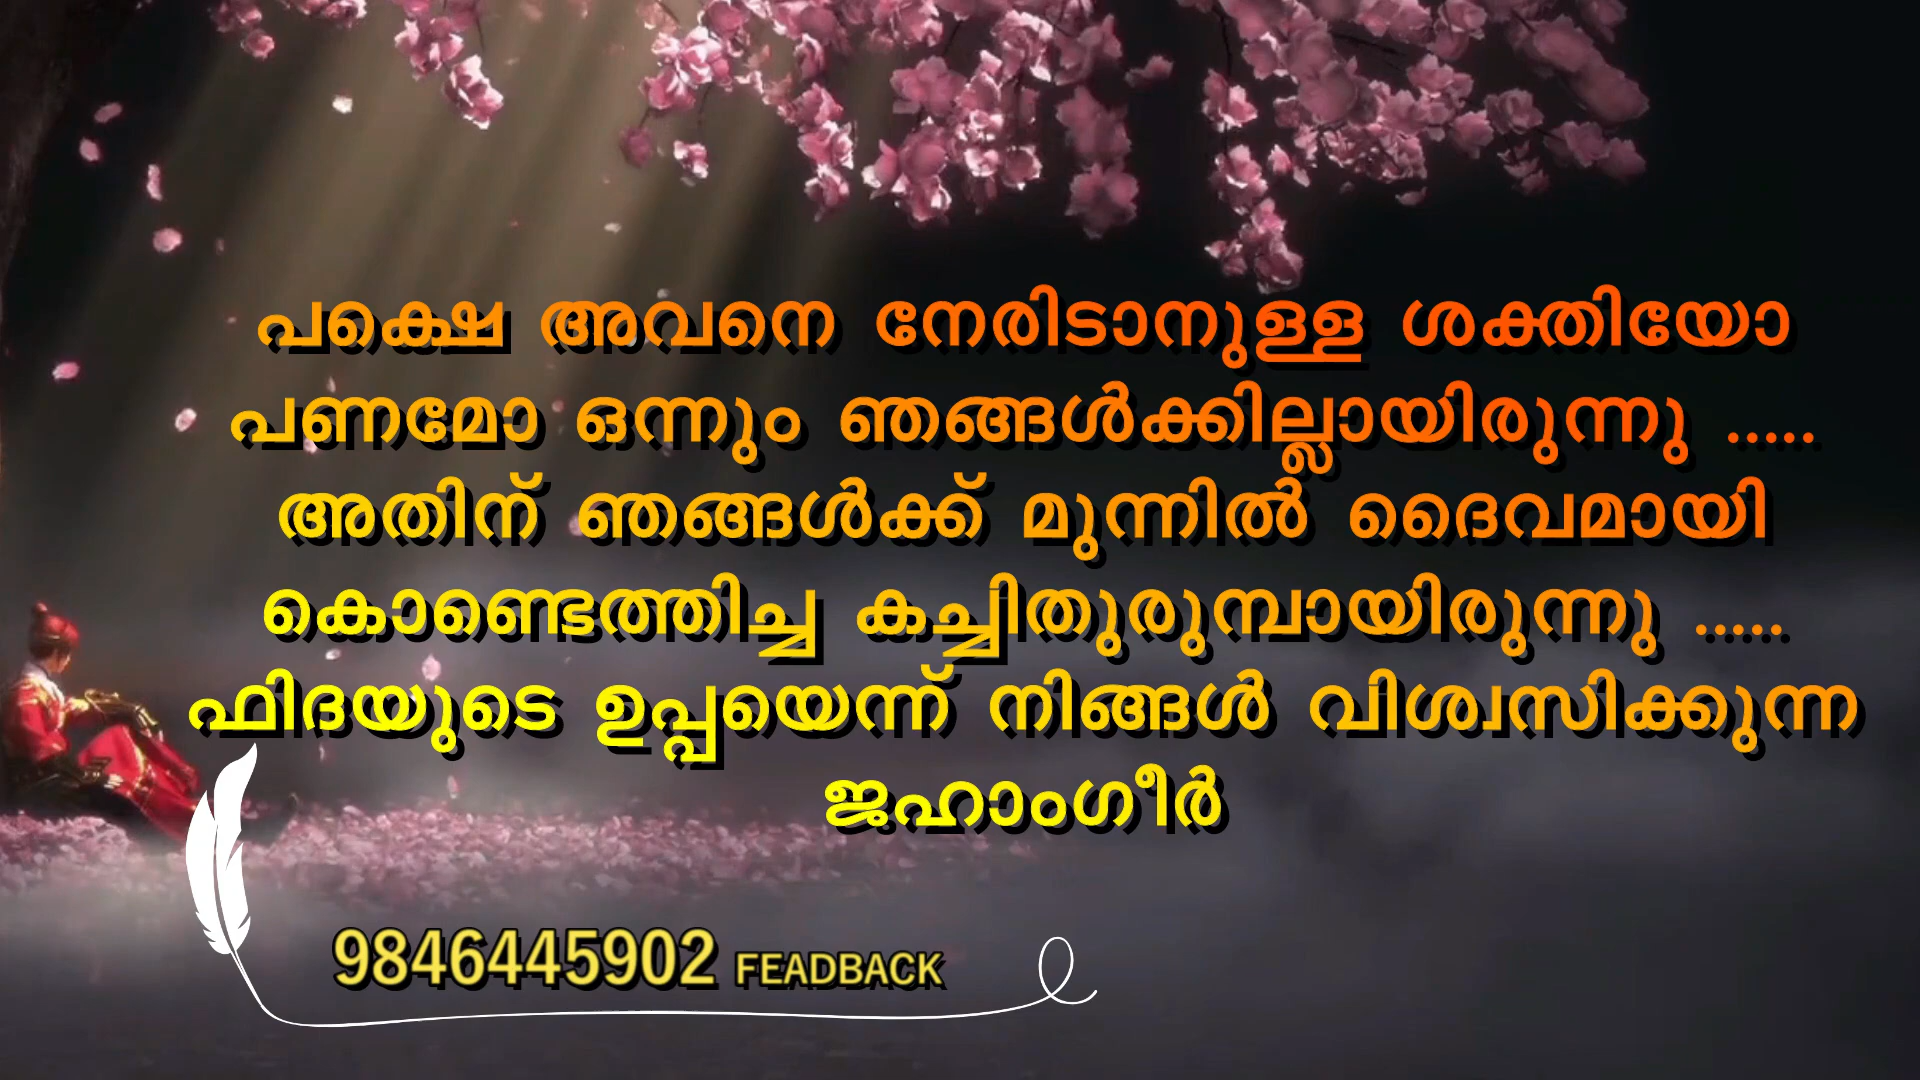 പക്ഷെ അവനെ നേരിടാനുള്ള ശക്തിയോ
പണമോ ഒന്നും ഞങ്ങൾക്കില്ലായിരുന്നു .....
അതിന് ഞങ്ങൾക്ക് മുന്നിൽ ദൈവമായി
കൊണ്ടെത്തിച്ച കച്ചിതുരുമ്പായിരുന്നു .....
ഫിദയുടെ ഉപ്പയെന്ന് നിങ്ങൾ വിശ്വസിക്കുന്ന
ജഹാംഗീർ
9846445902 FEADBACK